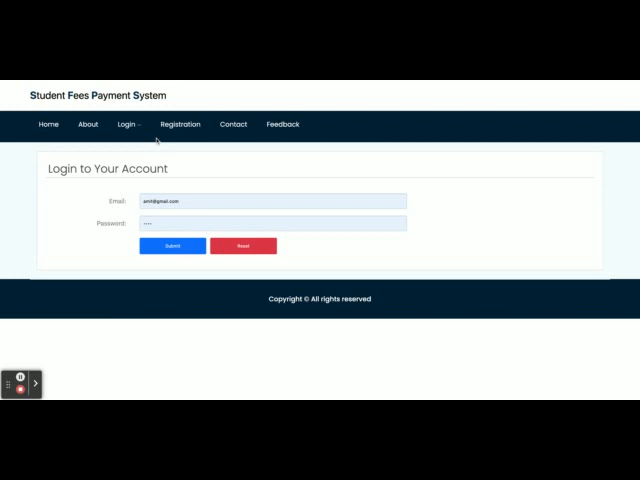 Student Fees Payment System
Home About Login Registration Contact Feedback
Login to Your Account
Email: amit@gmail.com
Password: ••••
Submit Reset
Copyright © All rights reserved